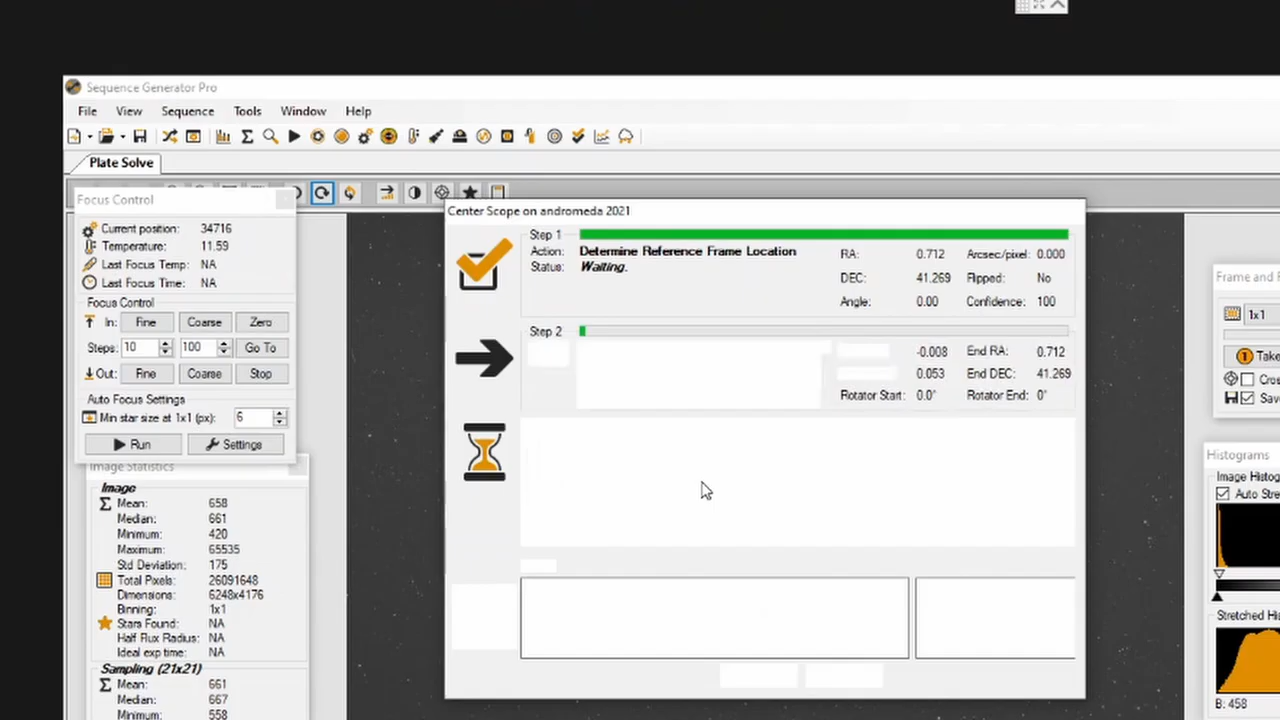 Sequence Generator Pro
File View Sequence Tools Window Help
Plate Solve
Focus Control
Current position: 34716
Temperature: 11.59
Last Focus Temp: NA
Last Focus Time: NA
Focus Control
In: Fine Coarse Zero
Steps: 10 100 Go To
Out: Fine Coarse Stop
Auto Focus Settings
Min star size at 1x1 (px): 6
Run Settings
Image Statistics
Image
Mean: 658
Median: 661
Minimum: 420
Maximum: 65535
Std Deviation: 175
Total Pixels: 26091648
Dimensions: 6248x4176
Binning: 1x1
Stars Found: NA
Half Flux Radius: NA
Ideal exp time: NA
Sampling (21x21)
Mean: 661
Median: 667
Minimum: 558
Center Scope on andromeda 2021
Step 1
Action: Determine Reference Frame Location
Status: Waiting.
RA: 0.712 Arcsec/pixel: 0.000
DEC: 41.269 Flipped: No
Angle: 0.00 Confidence: 100
Step 2
-0.008 End RA: 0.712
0.053 End DEC: 41.269
Rotator Start: 0.0° Rotator End: 0°
Frame and F
1x1
Take
Cros
Save
Histograms
Image Histog
Auto Stre
Stretched Histo
B: 458